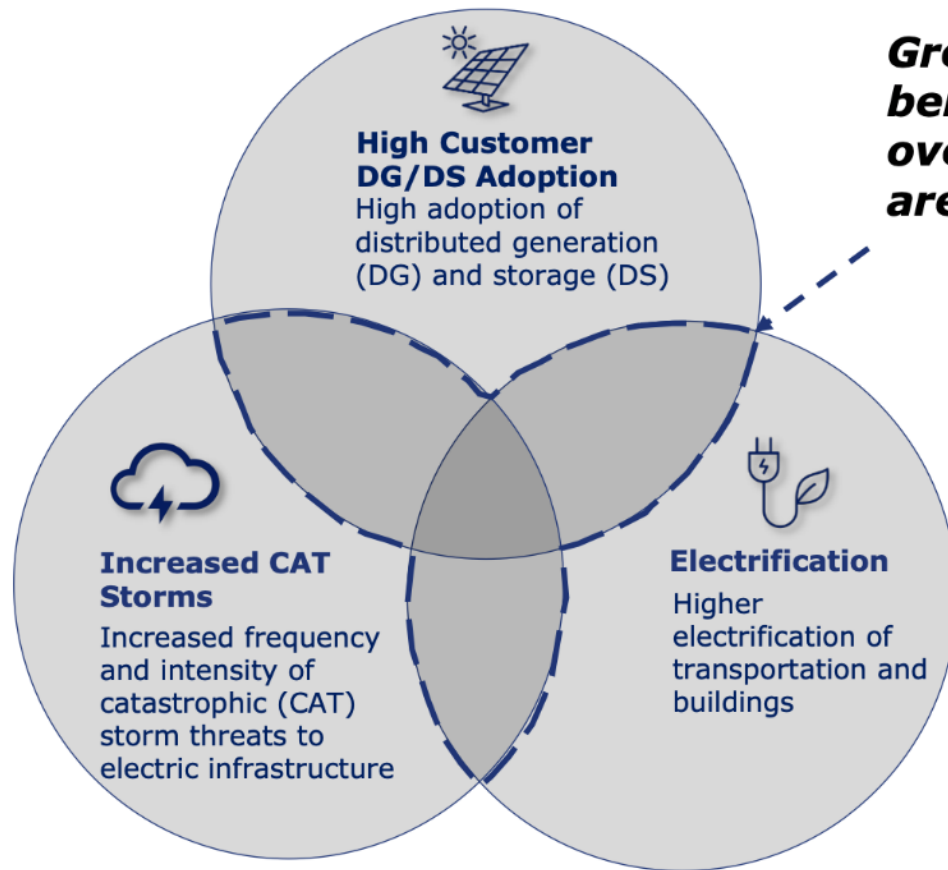 High Customer
DG/DS Adoption
High adoption of
distributed generation
(DG) and storage (DS)
Increased CAT
Storms
Increased frequency
and intensity of
catastrophic (CAT)
storm threats to
electric infrastructure
Electrification
Higher
electrification of
transportation and
buildings